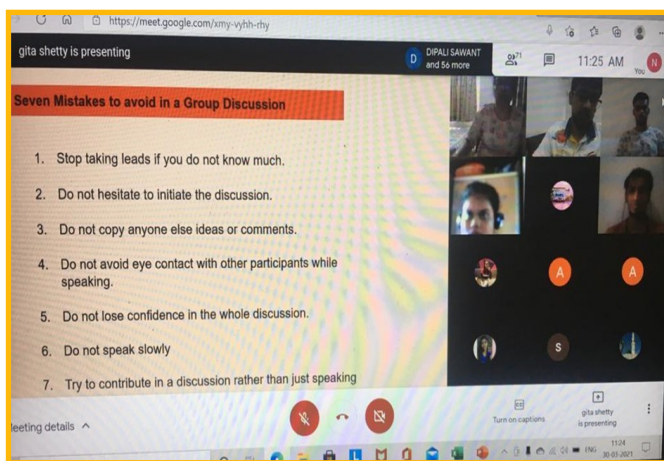 https://meet.google.com/xmy-vyhh-rhy
gita shetty is presenting
D
DIPALI SAWANT
and 56 more
71
11:25 AM
You
N
Seven Mistakes to avoid in a Group Discussion
1. Stop taking leads if you do not know much.
2. Do not hesitate to initiate the discussion.
3. Do not copy anyone else ideas or comments.
4. Do not avoid eye contact with other participants while
speaking.
5. Do not lose confidence in the whole discussion.
6. Do not speak slowly
7. Try to contribute in a discussion rather than just speaking
A
A
S
eeting details
Turn on captions
gita shetty
is presenting
ENG
11:24
30-03-2021